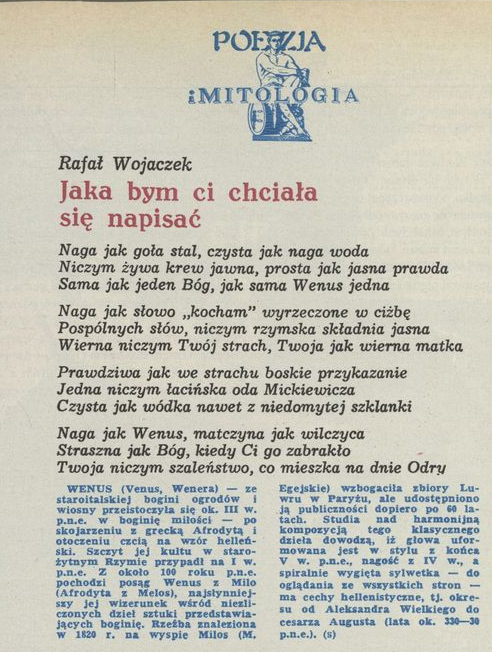 POEZJA
i MITOLOGIA
Rafał Wojaczek
Jaka bym ci chciała
się napisać
Naga jak goła stal, czysta jak naga woda
Niczym żywa krew jawna, prosta jak jasna prawda
Sama jak jeden Bóg, jak sama Wenus jedna
Naga jak słowo „kocham” wyrzeczone w ciżbę
Pospólnych słów, niczym rzymska składnia jasna
Wierna niczym Twój strach, Twoja jak wierna matka
Prawdziwa jak we strachu boskie przykazanie
Jedna niczym łacińska oda Mickiewicza
Czysta jak wódka nawet z niedomytej szklanki
Naga jak Wenus, matczyna jak wilczyca
Straszna jak Bóg, kiedy Ci go zabrakło
Twoja niczym szaleństwo, co mieszka na dnie Odry
WENUS (Venus, Wenera) — ze
staroitalskiej bogini ogrodów i
wiosny przeistoczyła się ok. III w.
p.n.e. w boginię miłości — po
skojarzeniu z grecką Afrodytą i
otoczeniu czcią na wzór helleń-
ski. Szczyt jej kultu w staro-
żytnym Rzymie przypadł na I w.
p.n.e. Z około 100 roku p.n.e.
pochodzi posąg Wenus z Milo
(Afrodyta z Melos), najsłynniej-
szy jej wizerunek wśród niezli-
czonych dzieł sztuki przedstawia-
jących boginię. Rzeźba znaleziona
w 1820 r. na wyspie Milos (M.
Egejskie) wzbogaciła zbiory Lu-
wru w Paryżu, ale udostępniono
ją publiczności dopiero po 60 la-
tach. Studia nad harmonijną
kompozycją tego klasycznego
dzieła dowodzą, iż głowa ufor-
mowana jest w stylu z końca
V w. p.n.e., nagość z IV w., a
spiralnie wygięta sylwetka — do
oglądania ze wszystkich stron —
ma cechy hellenistyczne, tj. okre-
su od Aleksandra Wielkiego do
cesarza Augusta (lata ok. 330—30
p.n.e.). (s)